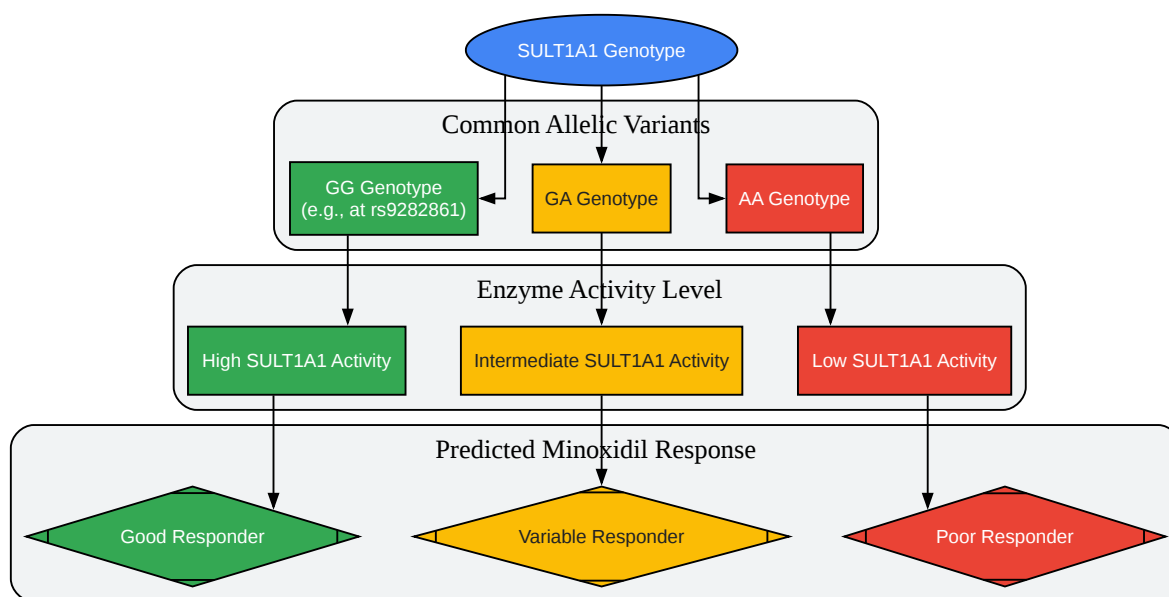 SULT1A1 Genotype
Common Allelic Variants
GG Genotype
(e.g., at rs9282861)
GA Genotype
AA Genotype
Enzyme Activity Level
High SULT1A1 Activity
Intermediate SULT1A1 Activity
Low SULT1A1 Activity
Predicted Minoxidil Response
Good Responder
Variable Responder
Poor Responder